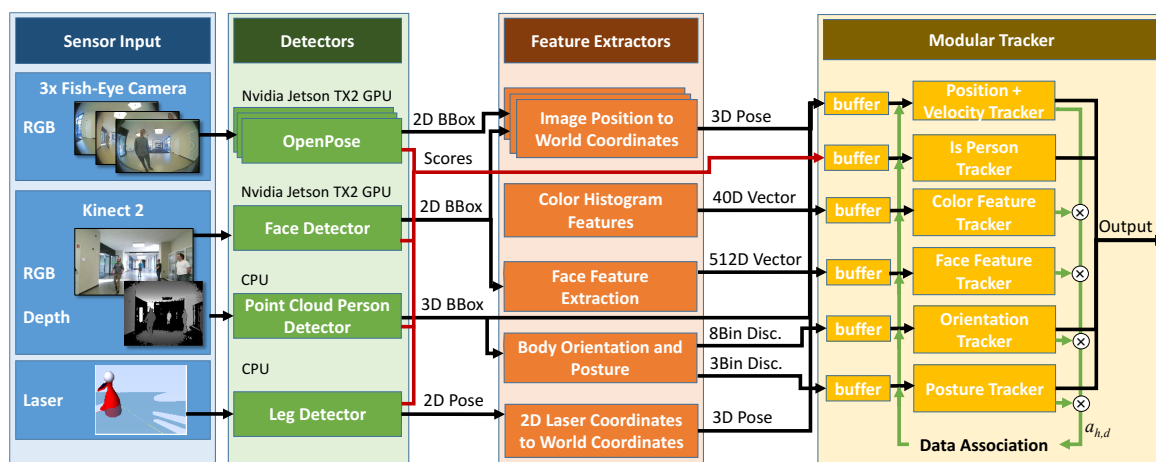 Sensor Input
3x Fish-Eye Camera
RGB
Kinect 2
RGB
Depth
Laser
Detectors
Nvidia Jetson TX2 GPU
OpenPose
Nvidia Jetson TX2 GPU
Face Detector
CPU
Point Cloud Person
Detector
CPU
Leg Detector
2D BBox
Scores
2D BBox
3D BBox
2D Pose
Feature Extractors
Image Position to
World Coordinates
Color Histogram
Features
Face Feature
Extraction
Body Orientation and
Posture
2D Laser Coordinates
to World Coordinates
3D Pose
40D Vector
512D Vector
8Bin Disc.
3Bin Disc.
3D Pose
Modular Tracker
buffer
Position +
Velocity Tracker
buffer
Is Person
Tracker
buffer
Color Feature
Tracker
buffer
Face Feature
Tracker
buffer
Orientation
Tracker
buffer
Posture Tracker
Data Association
a_{h,d}
Output